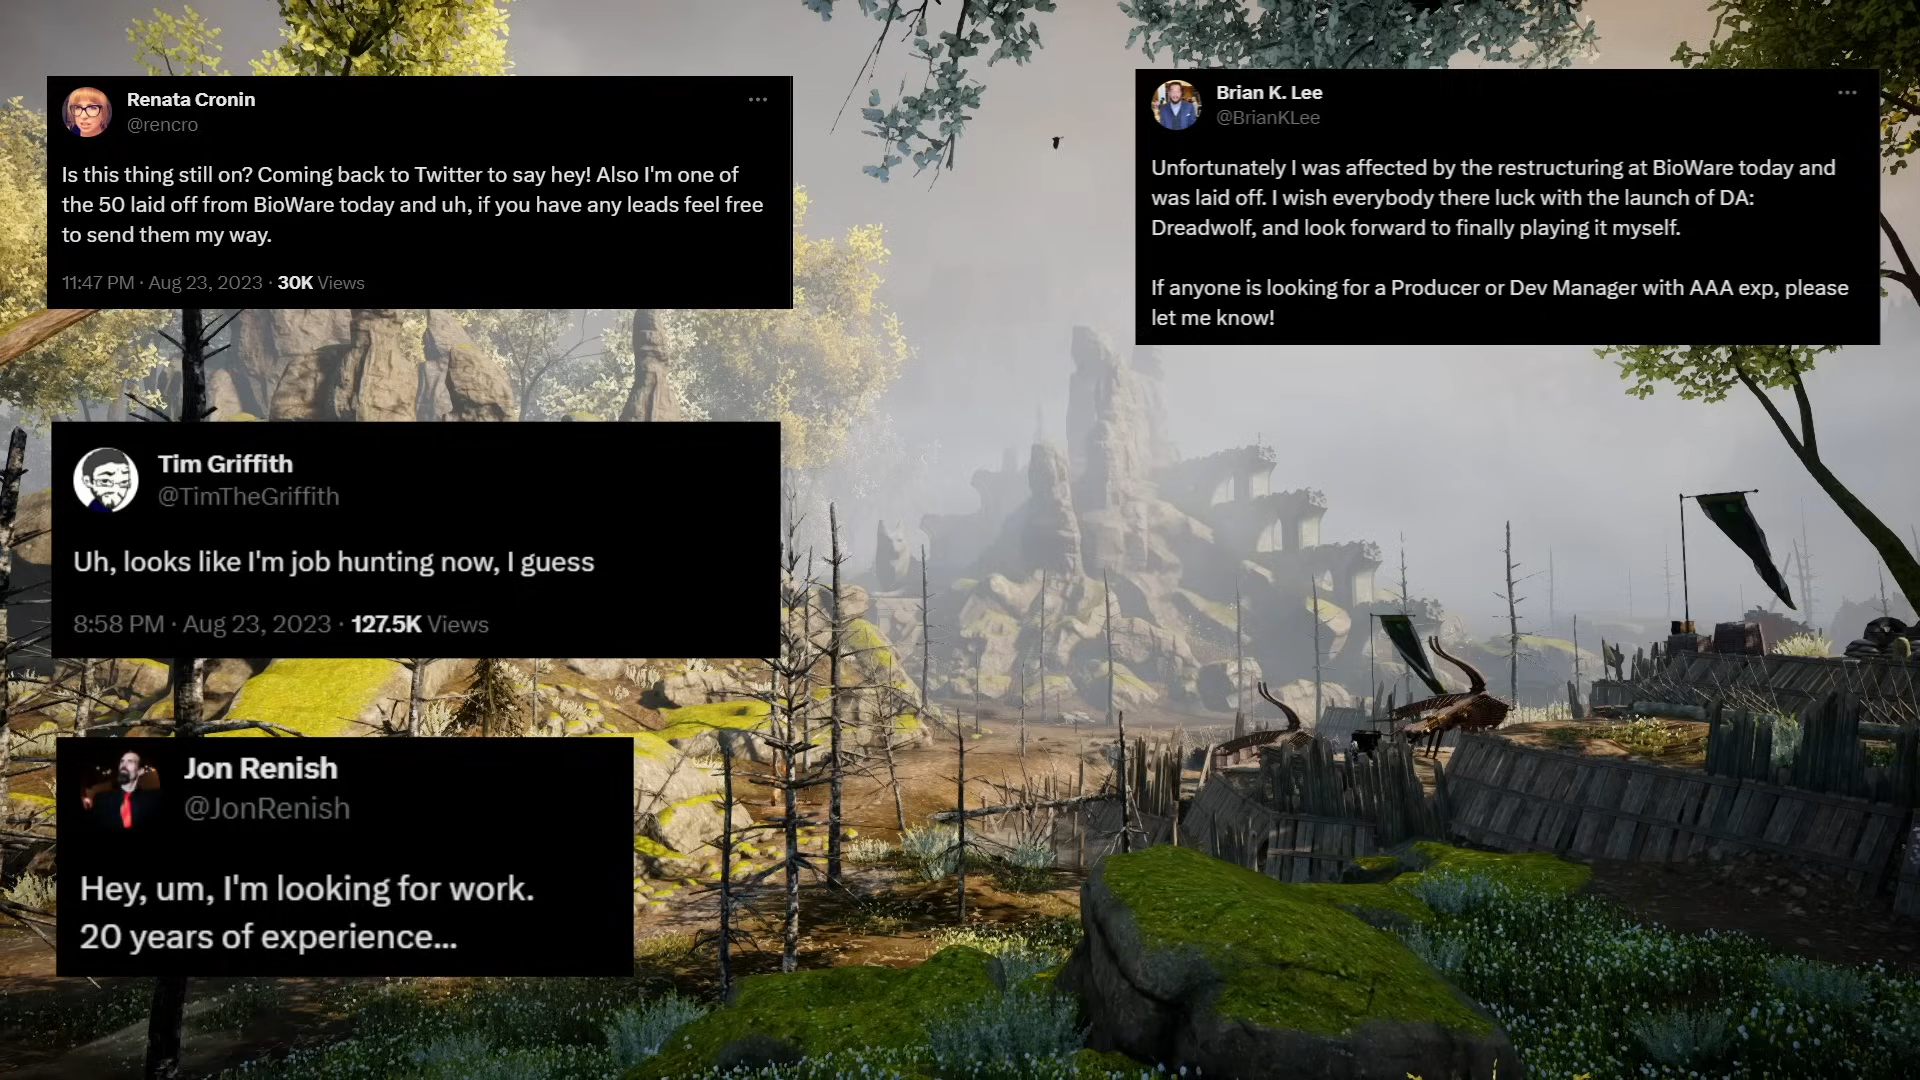 Renata Cronin
@rencro
Is this thing still on? Coming back to Twitter to say hey! Also I'm one of
the 50 laid off from BioWare today and uh, if you have any leads feel free
to send them my way.
11:47 PM · Aug 23, 2023 · 30K Views
Brian K. Lee
@BrianKLee
Unfortunately I was affected by the restructuring at BioWare today and
was laid off. I wish everybody there luck with the launch of DA:
Dreadwolf, and look forward to finally playing it myself.
If anyone is looking for a Producer or Dev Manager with AAA exp, please
let me know!
Tim Griffith
@TimTheGriffith
Uh, looks like I'm job hunting now, I guess
8:58 PM · Aug 23, 2023 · 127.5K Views
Jon Renish
@JonRenish
Hey, um, I'm looking for work.
20 years of experience...